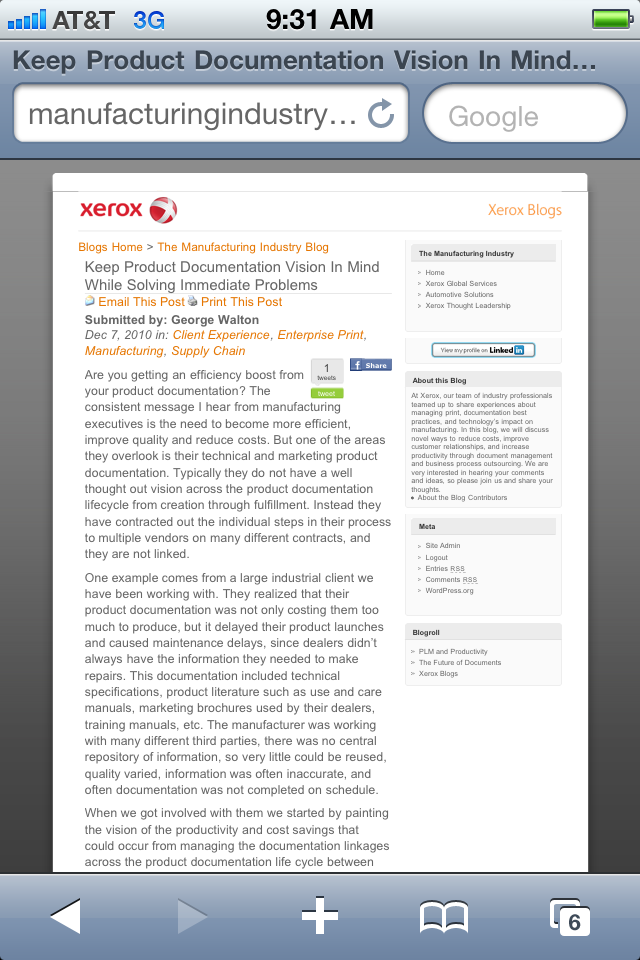 AT&T 3G 9:31 AM
Keep Product Documentation Vision In Mind...
manufacturingindustry... Google
xerox Xerox Blogs
Blogs Home > The Manufacturing Industry Blog
Keep Product Documentation Vision In Mind
While Solving Immediate Problems
Email This Post Print This Post
Submitted by: George Walton
Dec 7, 2010 in: Client Experience, Enterprise Print,
Manufacturing, Supply Chain
1
tweets
tweet
Share
Are you getting an efficiency boost from
your product documentation? The
consistent message I hear from manufacturing
executives is the need to become more efficient,
improve quality and reduce costs. But one of the areas
they overlook is their technical and marketing product
documentation. Typically they do not have a well
thought out vision across the product documentation
lifecycle from creation through fulfillment. Instead they
have contracted out the individual steps in their process
to multiple vendors on many different contracts, and
they are not linked.
One example comes from a large industrial client we
have been working with. They realized that their
product documentation was not only costing them too
much to produce, but it delayed their product launches
and caused maintenance delays, since dealers didn't
always have the information they needed to make
repairs. This documentation included technical
specifications, product literature such as use and care
manuals, marketing brochures used by their dealers,
training manuals, etc. The manufacturer was working
with many different third parties, there was no central
repository of information, so very little could be reused,
quality varied, information was often inaccurate, and
often documentation was not completed on schedule.
When we got involved with them we started by painting
the vision of the productivity and cost savings that
could occur from managing the documentation linkages
across the product documentation life cycle between
The Manufacturing Industry
> Home
> Xerox Global Services
> Automotive Solutions
> Xerox Thought Leadership
View my profile on LinkedIn
About this Blog
At Xerox, our team of industry professionals
teamed up to share experiences about
managing print, documentation best
practices, and technology's impact on
manufacturing. In this blog, we will discuss
novel ways to reduce costs, improve
customer relationships, and increase
productivity through document management
and business process outsourcing. We are
very interested in hearing your comments
and ideas, so please join us and share your
thoughts.
• About the Blog Contributors
Meta
> Site Admin
> Logout
> Entries RSS
> Comments RSS
> WordPress.org
Blogroll
> PLM and Productivity
> The Future of Documents
> Xerox Blogs
6